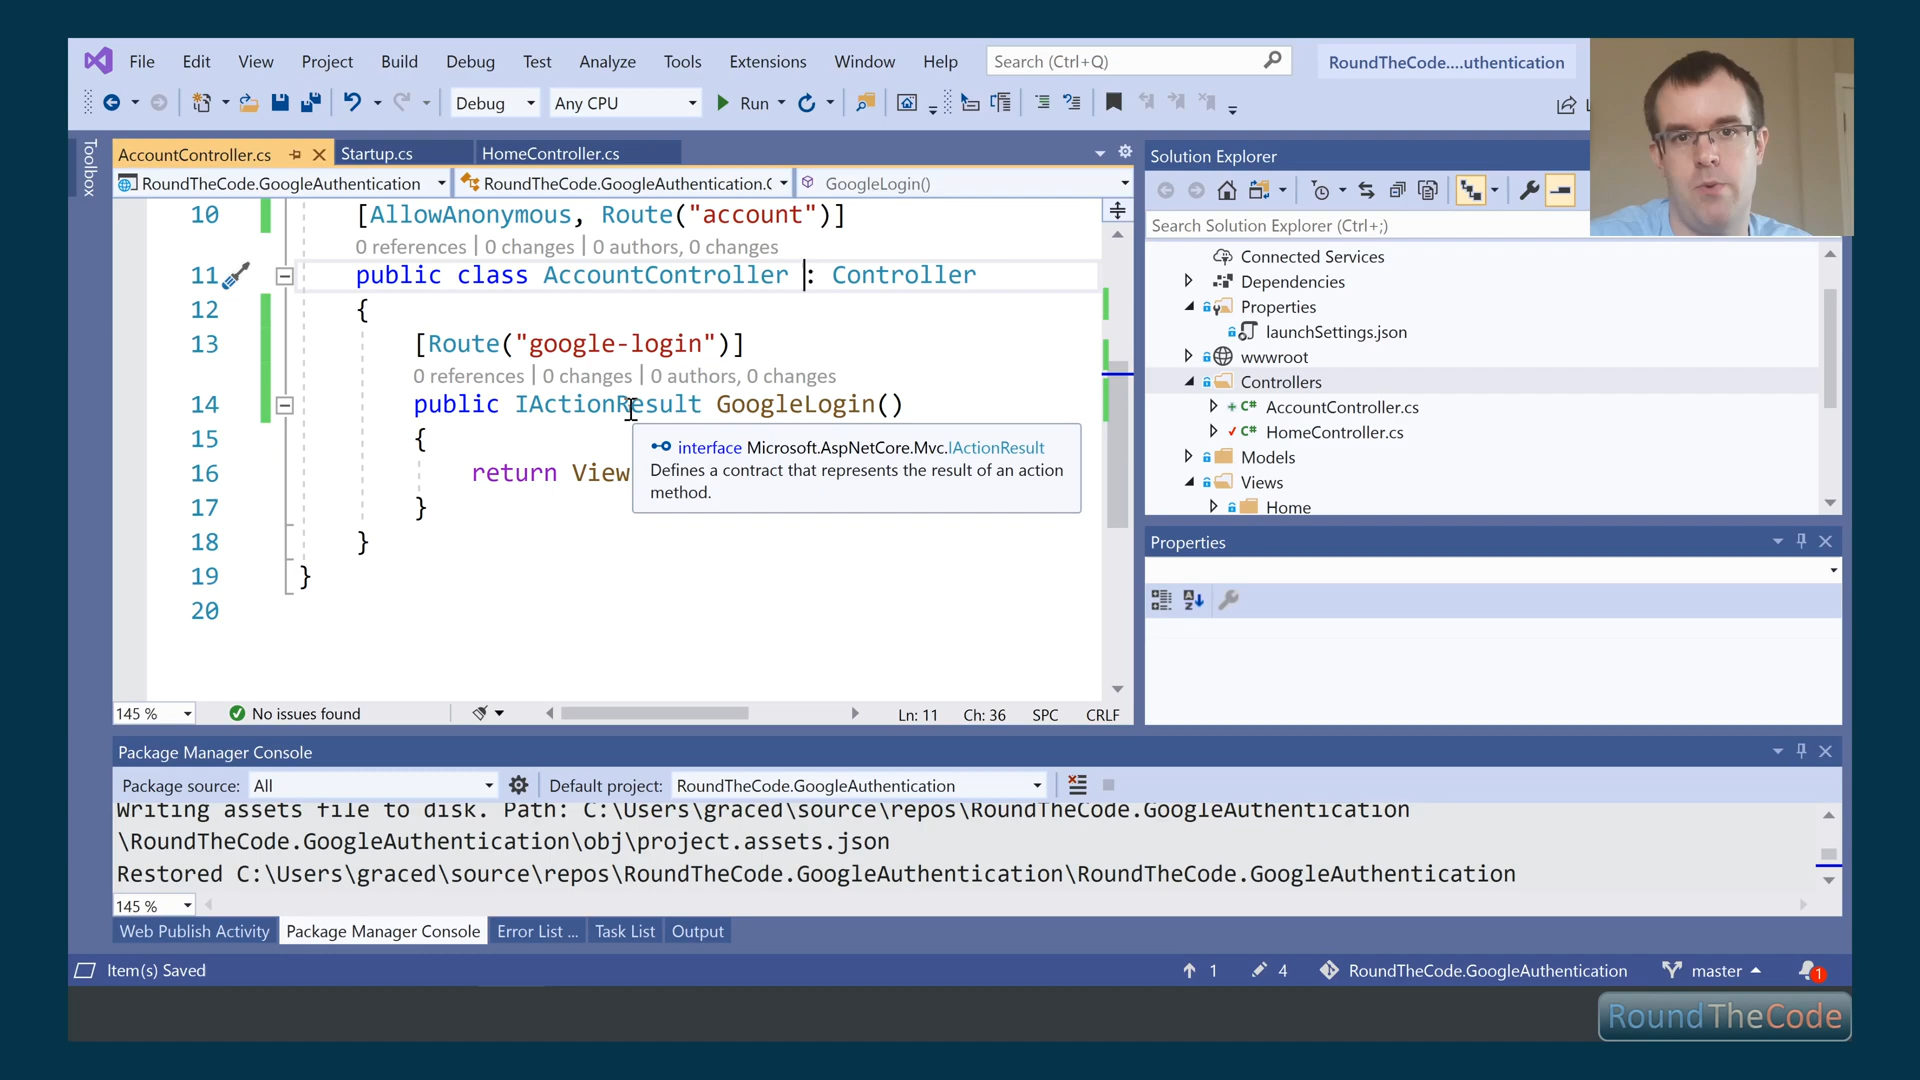 File Edit View Project Build Debug Test Analyze Tools Extensions Window Help Search (Ctrl+Q) RoundTheCode....uthentication
Debug Any CPU Run
Toolbox
AccountController.cs Startup.cs HomeController.cs
RoundTheCode.GoogleAuthentication RoundTheCode.GoogleAuthentication.C GoogleLogin()
10 [AllowAnonymous, Route("account")]
0 references | 0 changes | 0 authors, 0 changes
11 public class AccountController : Controller
12 {
13 [Route("google-login")]
0 references | 0 changes | 0 authors, 0 changes
14 public IActionResult GoogleLogin()
15 {
interface Microsoft.AspNetCore.Mvc.IActionResult
Defines a contract that represents the result of an action
method.
16 return View
17 }
18 }
19 }
20
145 % No issues found Ln: 11 Ch: 36 SPC CRLF
Solution Explorer
Search Solution Explorer (Ctrl+;)
Connected Services
Dependencies
Properties
launchSettings.json
wwwroot
Controllers
C# AccountController.cs
C# HomeController.cs
Models
Views
Home
Properties
Package Manager Console
Package source: All Default project: RoundTheCode.GoogleAuthentication
Writing assets file to disk. Path: C:\Users\graced\source\repos\RoundTheCode.GoogleAuthentication
\RoundTheCode.GoogleAuthentication\obj\project.assets.json
Restored C:\Users\graced\source\repos\RoundTheCode.GoogleAuthentication\RoundTheCode.GoogleAuthentication
145 %
Web Publish Activity Package Manager Console Error List ... Task List Output
Item(s) Saved 1 4 RoundTheCode.GoogleAuthentication master 1
RoundTheCode